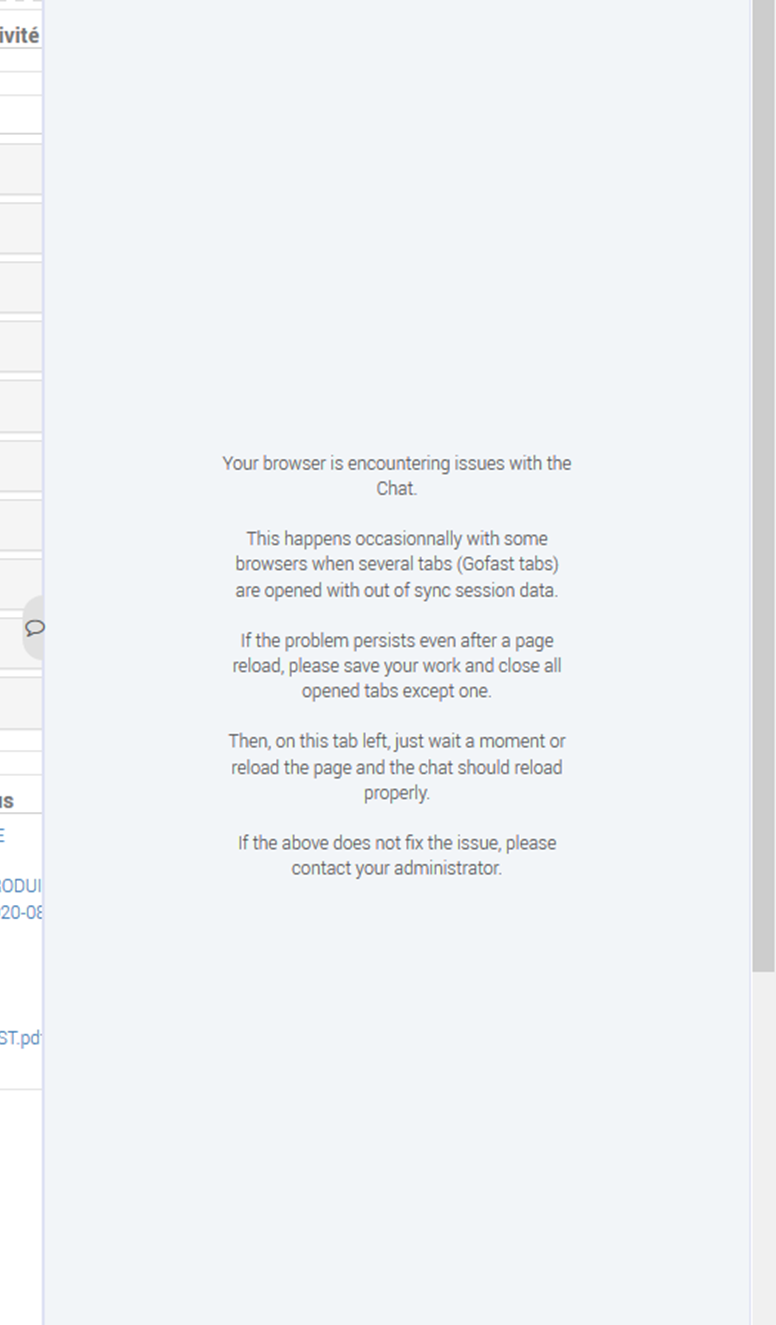 ivité
Your browser is encountering issues with the
Chat.
This happens occasionnally with some
browsers when several tabs (Gofast tabs)
are opened with out of sync session data.
If the problem persists even after a page
reload, please save your work and close all
opened tabs except one.
Then, on this tab left, just wait a moment or
reload the page and the chat should reload
properly.
If the above does not fix the issue, please
contact your administrator.
us
E
RODUI
20-08
ST.pdf